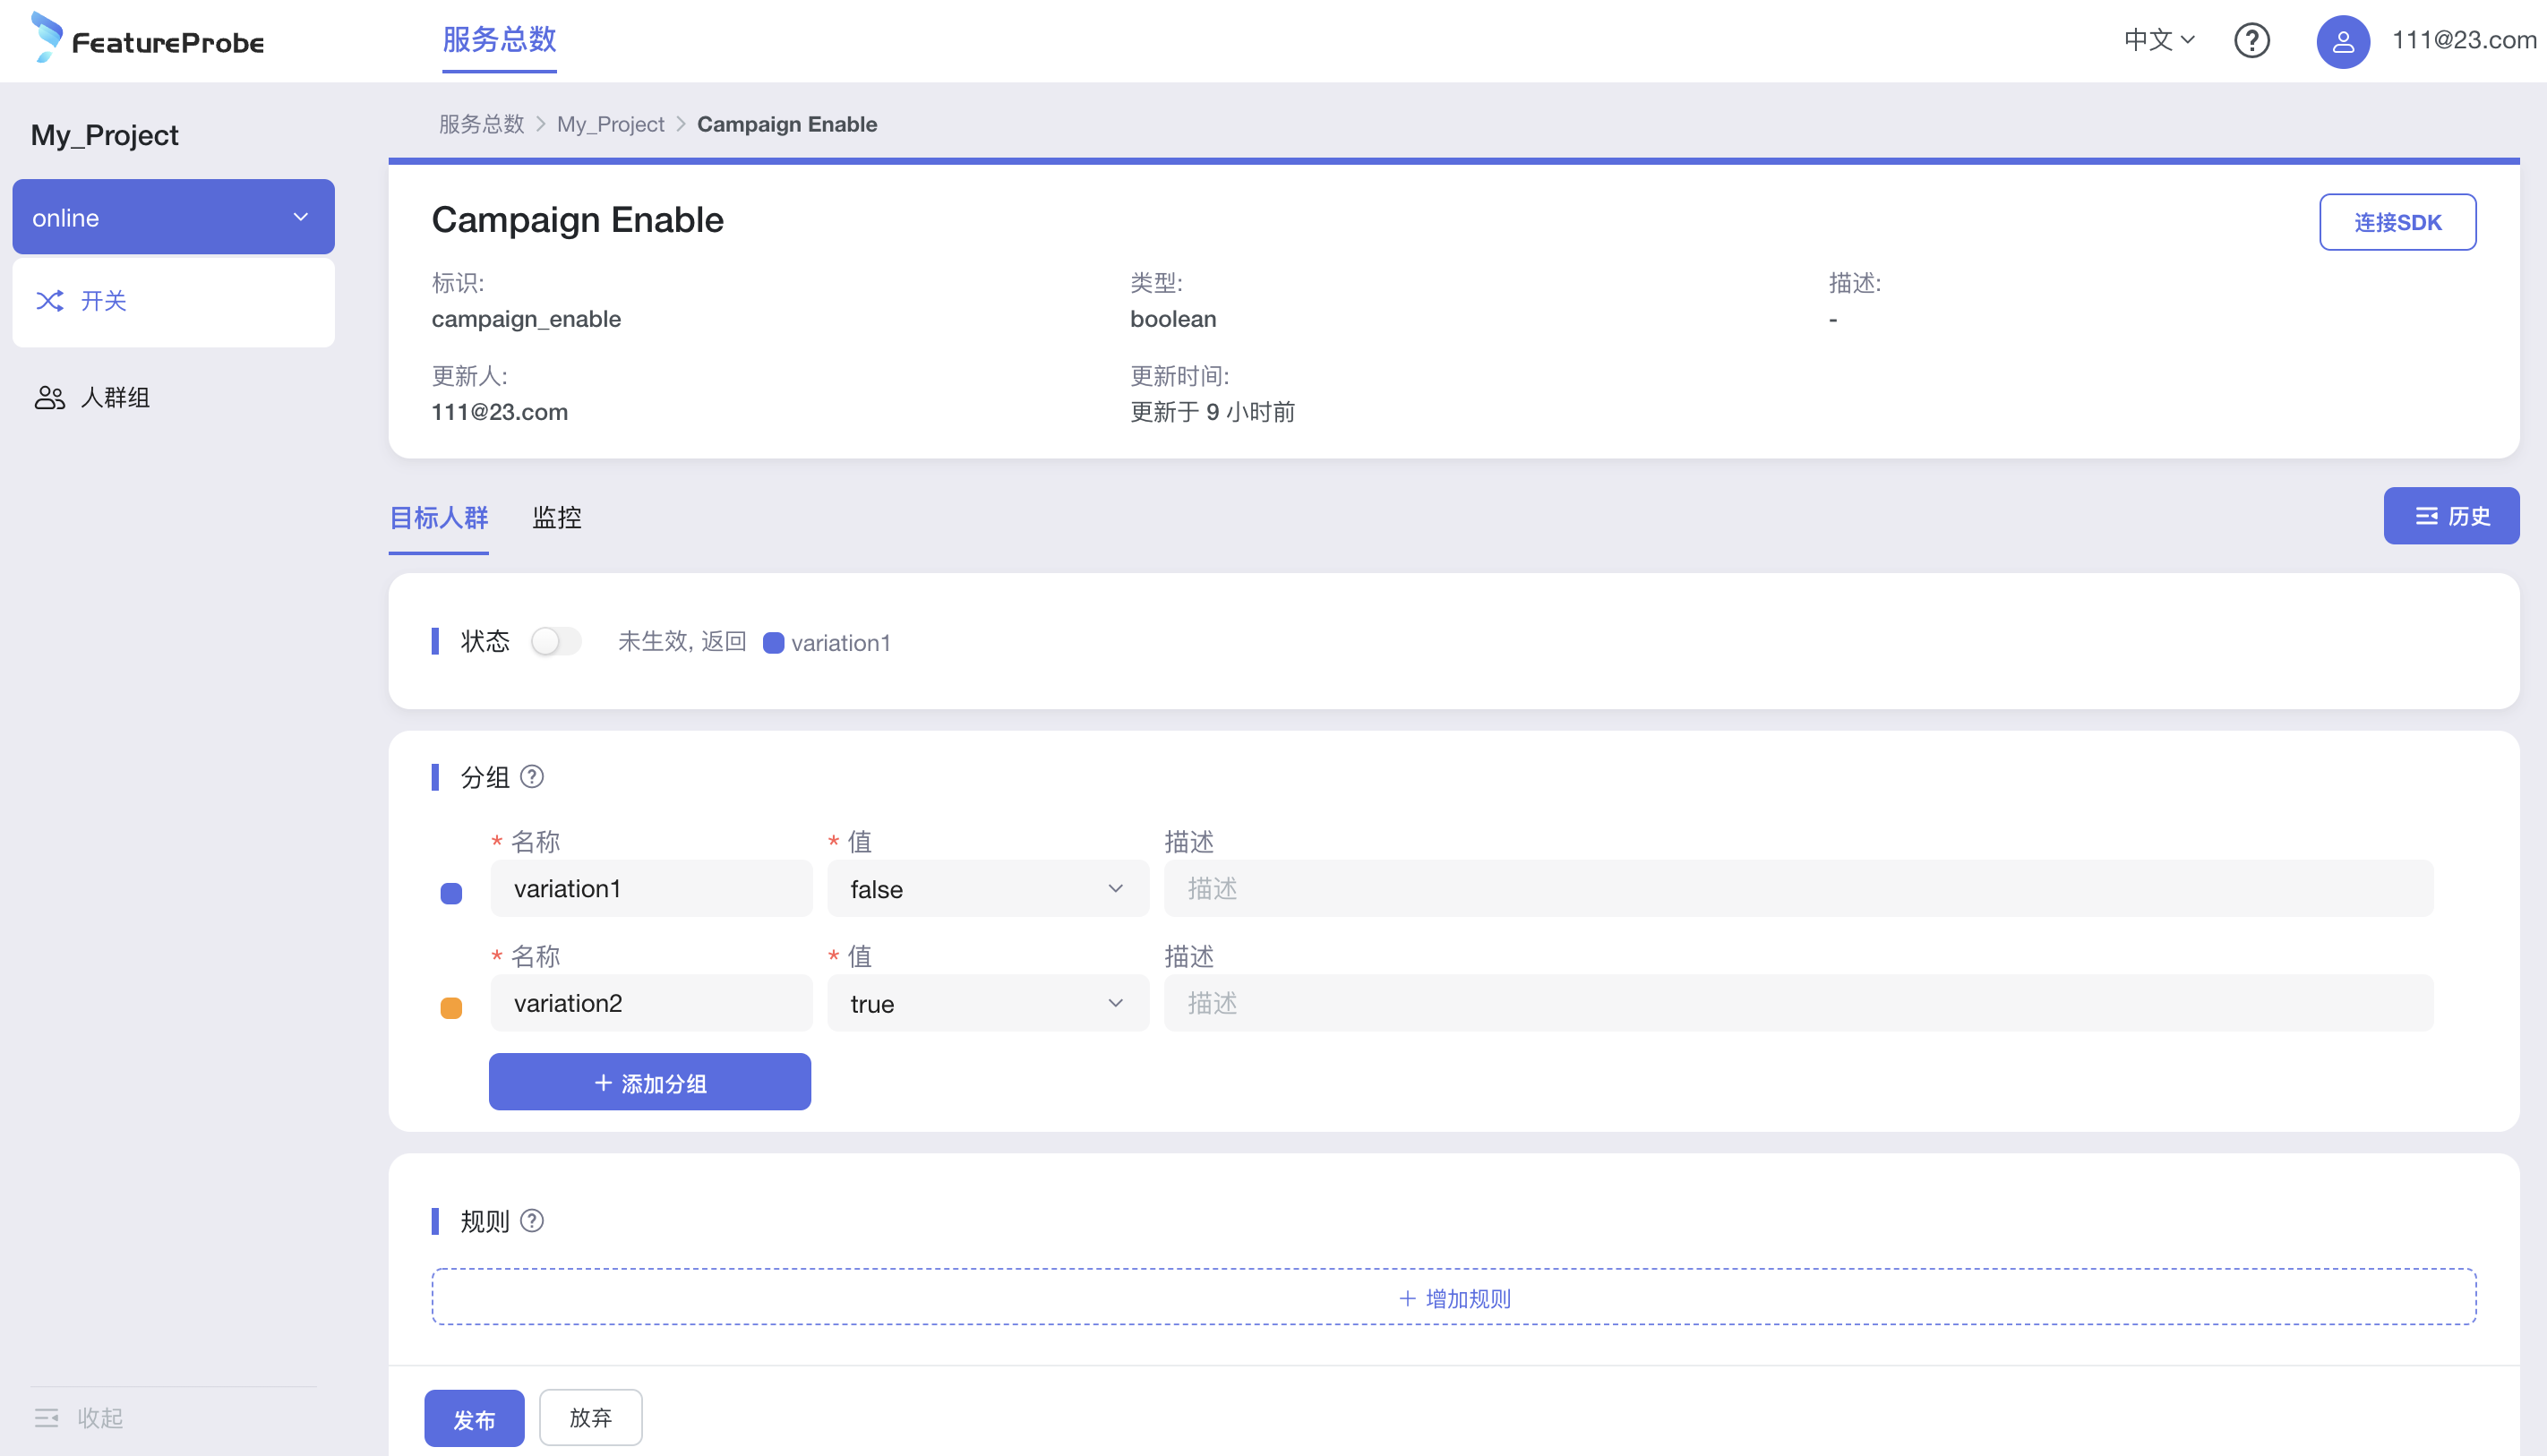 FeatureProbe
服务总数
中文
111@23.com
My_Project
online
开关
人群组
收起
服务总数 > My_Project > Campaign Enable
Campaign Enable
连接SDK
标识:
campaign_enable
类型:
boolean
描述:
-
更新人:
111@23.com
更新时间:
更新于 9 小时前
目标人群 监控
历史
状态 未生效, 返回 variation1
分组 ?
* 名称 * 值 描述
variation1 false 描述
* 名称 * 值 描述
variation2 true 描述
+ 添加分组
规则 ?
+ 增加规则
发布 放弃